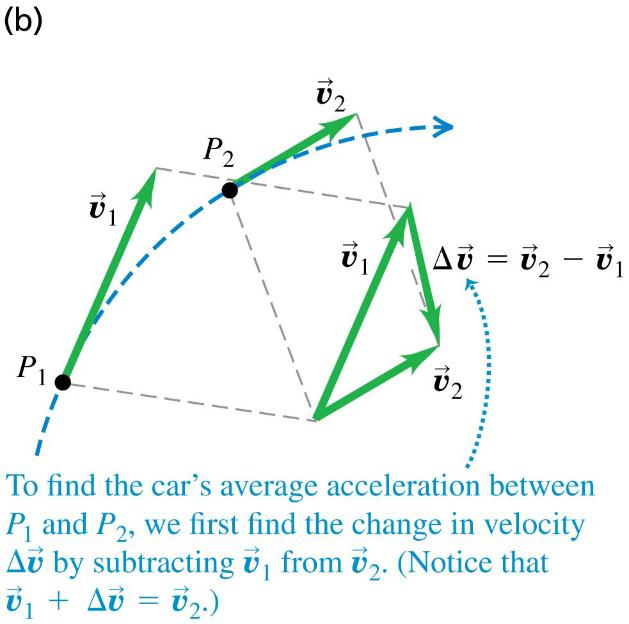 (b)
v⃗₂
P₂
v⃗₁
v⃗₁
Δv⃗ = v⃗₂ − v⃗₁
P₁
v⃗₂
To find the car’s average acceleration between
P₁ and P₂, we first find the change in velocity
Δv⃗ by subtracting v⃗₁ from v⃗₂. (Notice that
v⃗₁ + Δv⃗ = v⃗₂.)